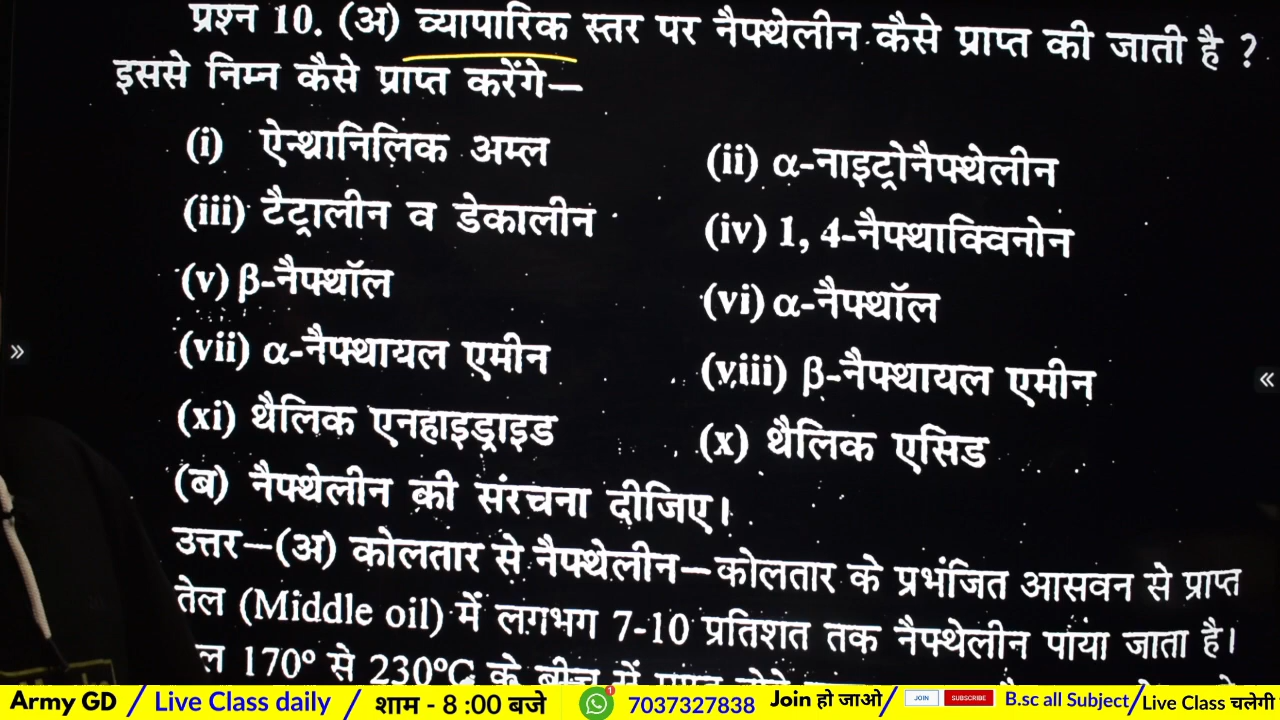 प्रश्न 10. (अ) व्यापारिक स्तर पर नैफ्थेलीन कैसे प्राप्त की जाती है ?
इससे निम्न कैसे प्राप्त करेंगे—
(i) ऐन्थ्रानिलिक अम्ल
(ii) α-नाइट्रोनैफ्थेलीन
(iii) टैट्रालीन व डेकालीन
(iv) 1, 4-नैफ्थाक्विनोन
(v) β-नैफ्थॉल
(vi) α-नैफ्थॉल
(vii) α-नैफ्थायल एमीन
(viii) β-नैफ्थायल एमीन
(xi) थैलिक एनहाइड्राइड
(x) थैलिक एसिड
(ब) नैफ्थेलीन की संरचना दीजिए।
उत्तर—(अ) कोलतार से नैफ्थेलीन—कोलतार के प्रभंजित आसवन से प्राप्त
तेल (Middle oil) में लगभग 7-10 प्रतिशत तक नैफ्थेलीन पाया जाता है।
170° से 230°C के बीच में
Army GD / Live Class daily / शाम - 8 :00 बजे 1 7037327838 Join हो जाओ/ JOIN SUBSCRIBE B.sc all Subject/Live Class चलेगी